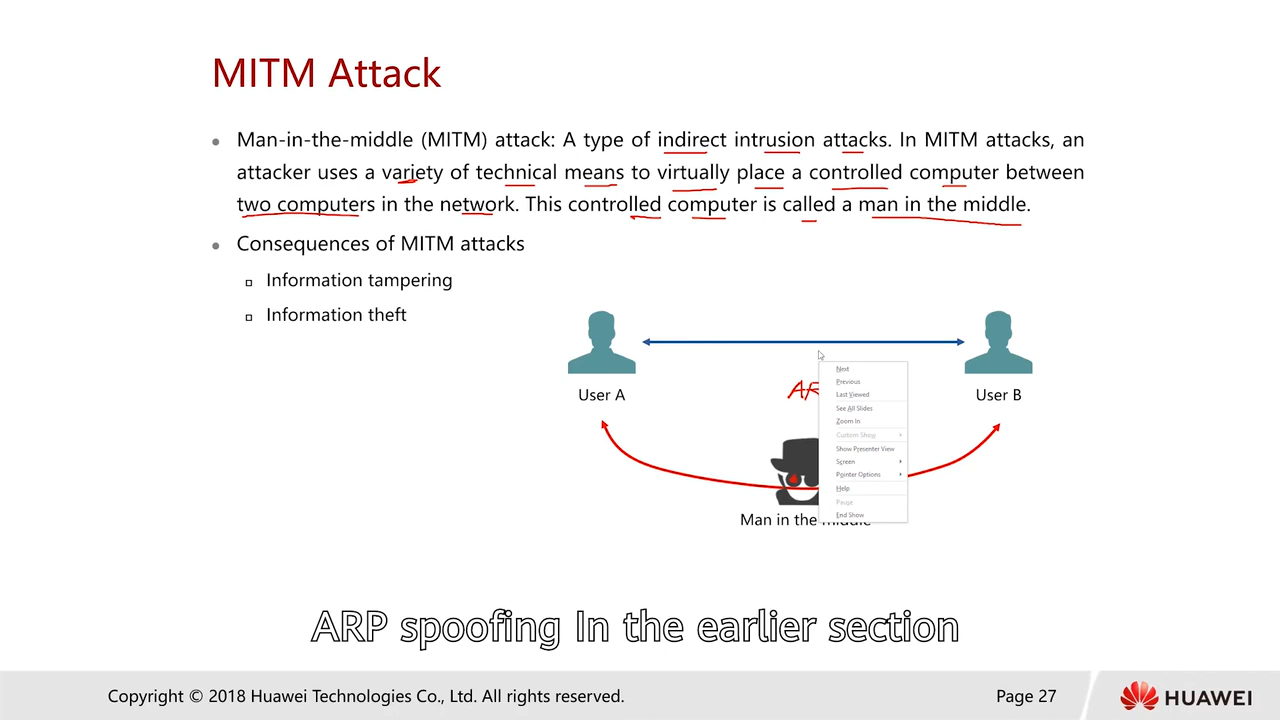 MITM Attack
Man-in-the-middle (MITM) attack: A type of indirect intrusion attacks. In MITM attacks, an
attacker uses a variety of technical means to virtually place a controlled computer between
two computers in the network. This controlled computer is called a man in the middle.
Consequences of MITM attacks
Information tampering
Information theft
User A
User B
AR
Next
Previous
Last Viewed
See All Slides
Zoom In
Custom Show
Show Presenter View
Screen
Pointer Options
Help
Pause
End Show
Man in the middle
ARP spoofing In the earlier section
Copyright © 2018 Huawei Technologies Co., Ltd. All rights reserved.
Page 27
HUAWEI